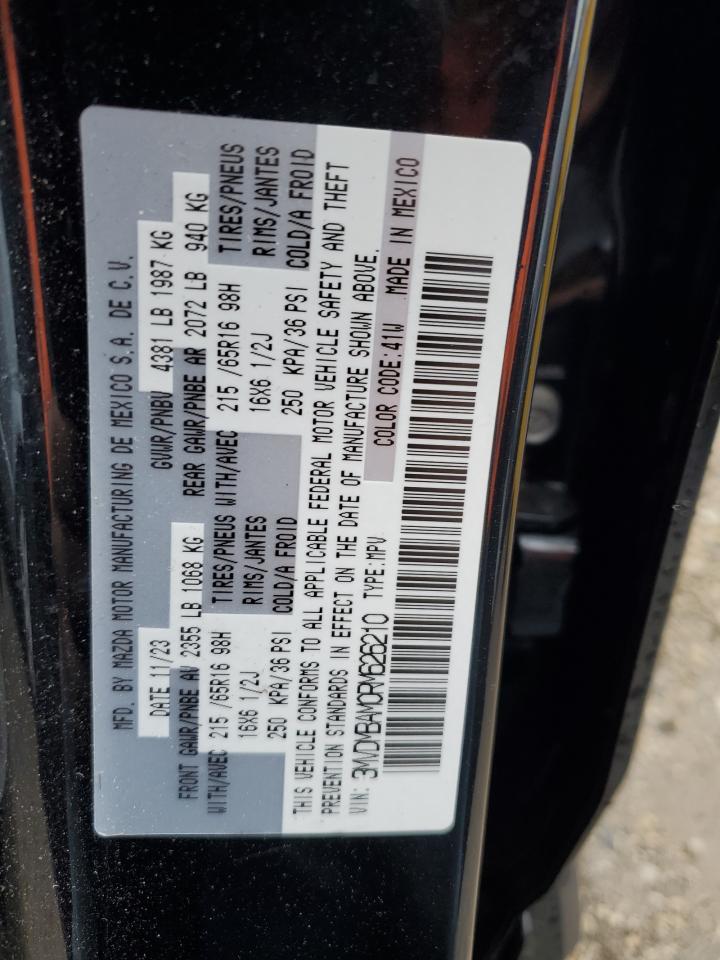 MFD. BY MAZDA MOTOR MANUFACTURING DE MEXICO S.A. DE C.V.
DATE 11/23 GVWR/PNBV 4381 LB 1987 KG
FRONT GAWR/PNBE AV 2355 LB 1068 KG REAR GAWR/PNBE AR 2072 LB 940 KG
WITH/AVEC 215 /65R16 98H TIRES/PNEUS WITH/AVEC 215 /65R16 98H TIRES/PNEUS
16X6 1/2J RIMS/JANTES 16X6 1/2J RIMS/JANTES
250 KPA/36 PSI COLD/A FROID 250 KPA/36 PSI COLD/A FROID
THIS VEHICLE CONFORMS TO ALL APPLICABLE FEDERAL MOTOR VEHICLE SAFETY AND THEFT
PREVENTION STANDARDS IN EFFECT ON THE DATE OF MANUFACTURE SHOWN ABOVE.
VIN: 3MVDMBAM0RM626210 TYPE:MPV COLOR CODE:41W MADE IN MEXICO